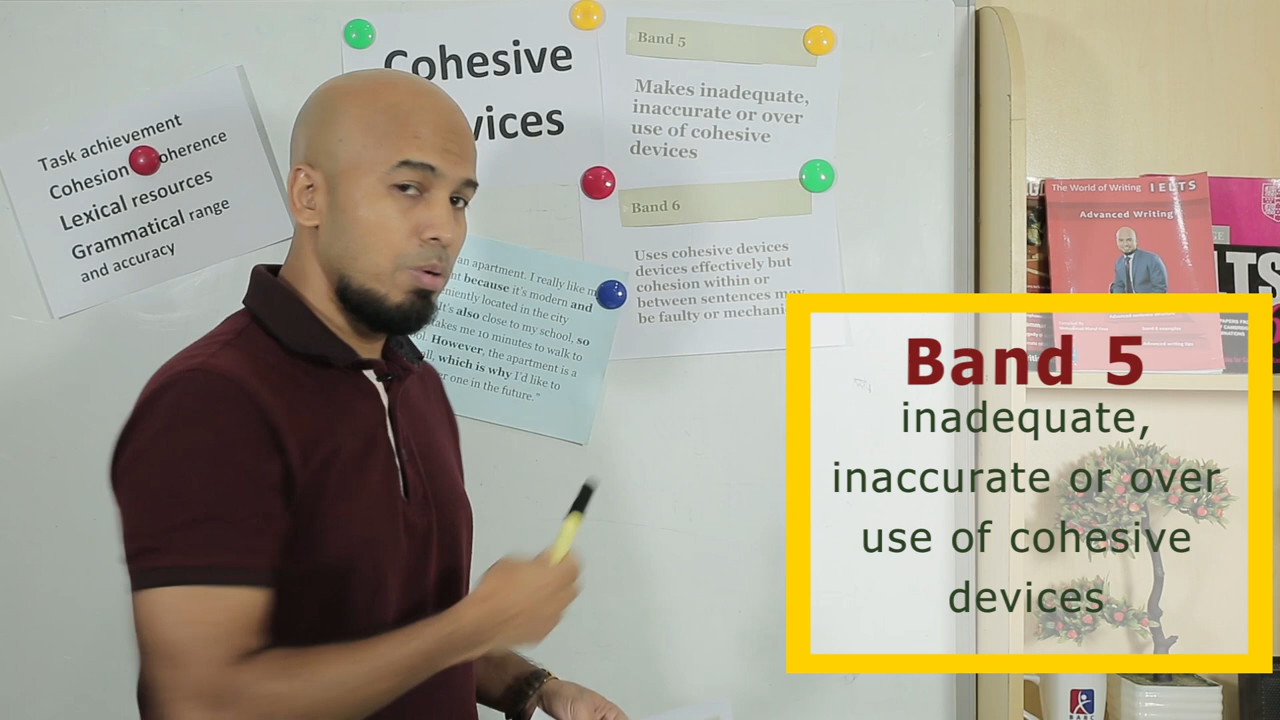 Task achievement
Cohesion oherence
Lexical resources
Grammatical range
and accuracy
Cohesive
vices
Band 5
Makes inadequate,
inaccurate or over
use of cohesive
devices
Band 6
Uses cohesive devices
devices effectively but
cohesion within or
between sentences may
be faulty or mechani
an apartment. I really like m
nt because it's modern and
eniently located in the city
It's also close to my school, so
takes me 10 minutes to walk to
ol. However, the apartment is a
ll, which is why I'd like to
er one in the future."
The World of Writing IELTS
Advanced Writing
LTS
Band 5
inadequate,
inaccurate or over
use of cohesive
devices
BARC